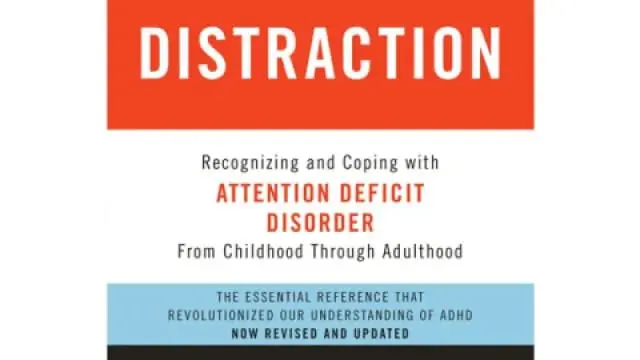 DISTRACTION
Recognizing and Coping with
ATTENTION DEFICIT
DISORDER
From Childhood Through Adulthood
THE ESSENTIAL REFERENCE THAT
REVOLUTIONIZED OUR UNDERSTANDING OF ADHD
NOW REVISED AND UPDATED